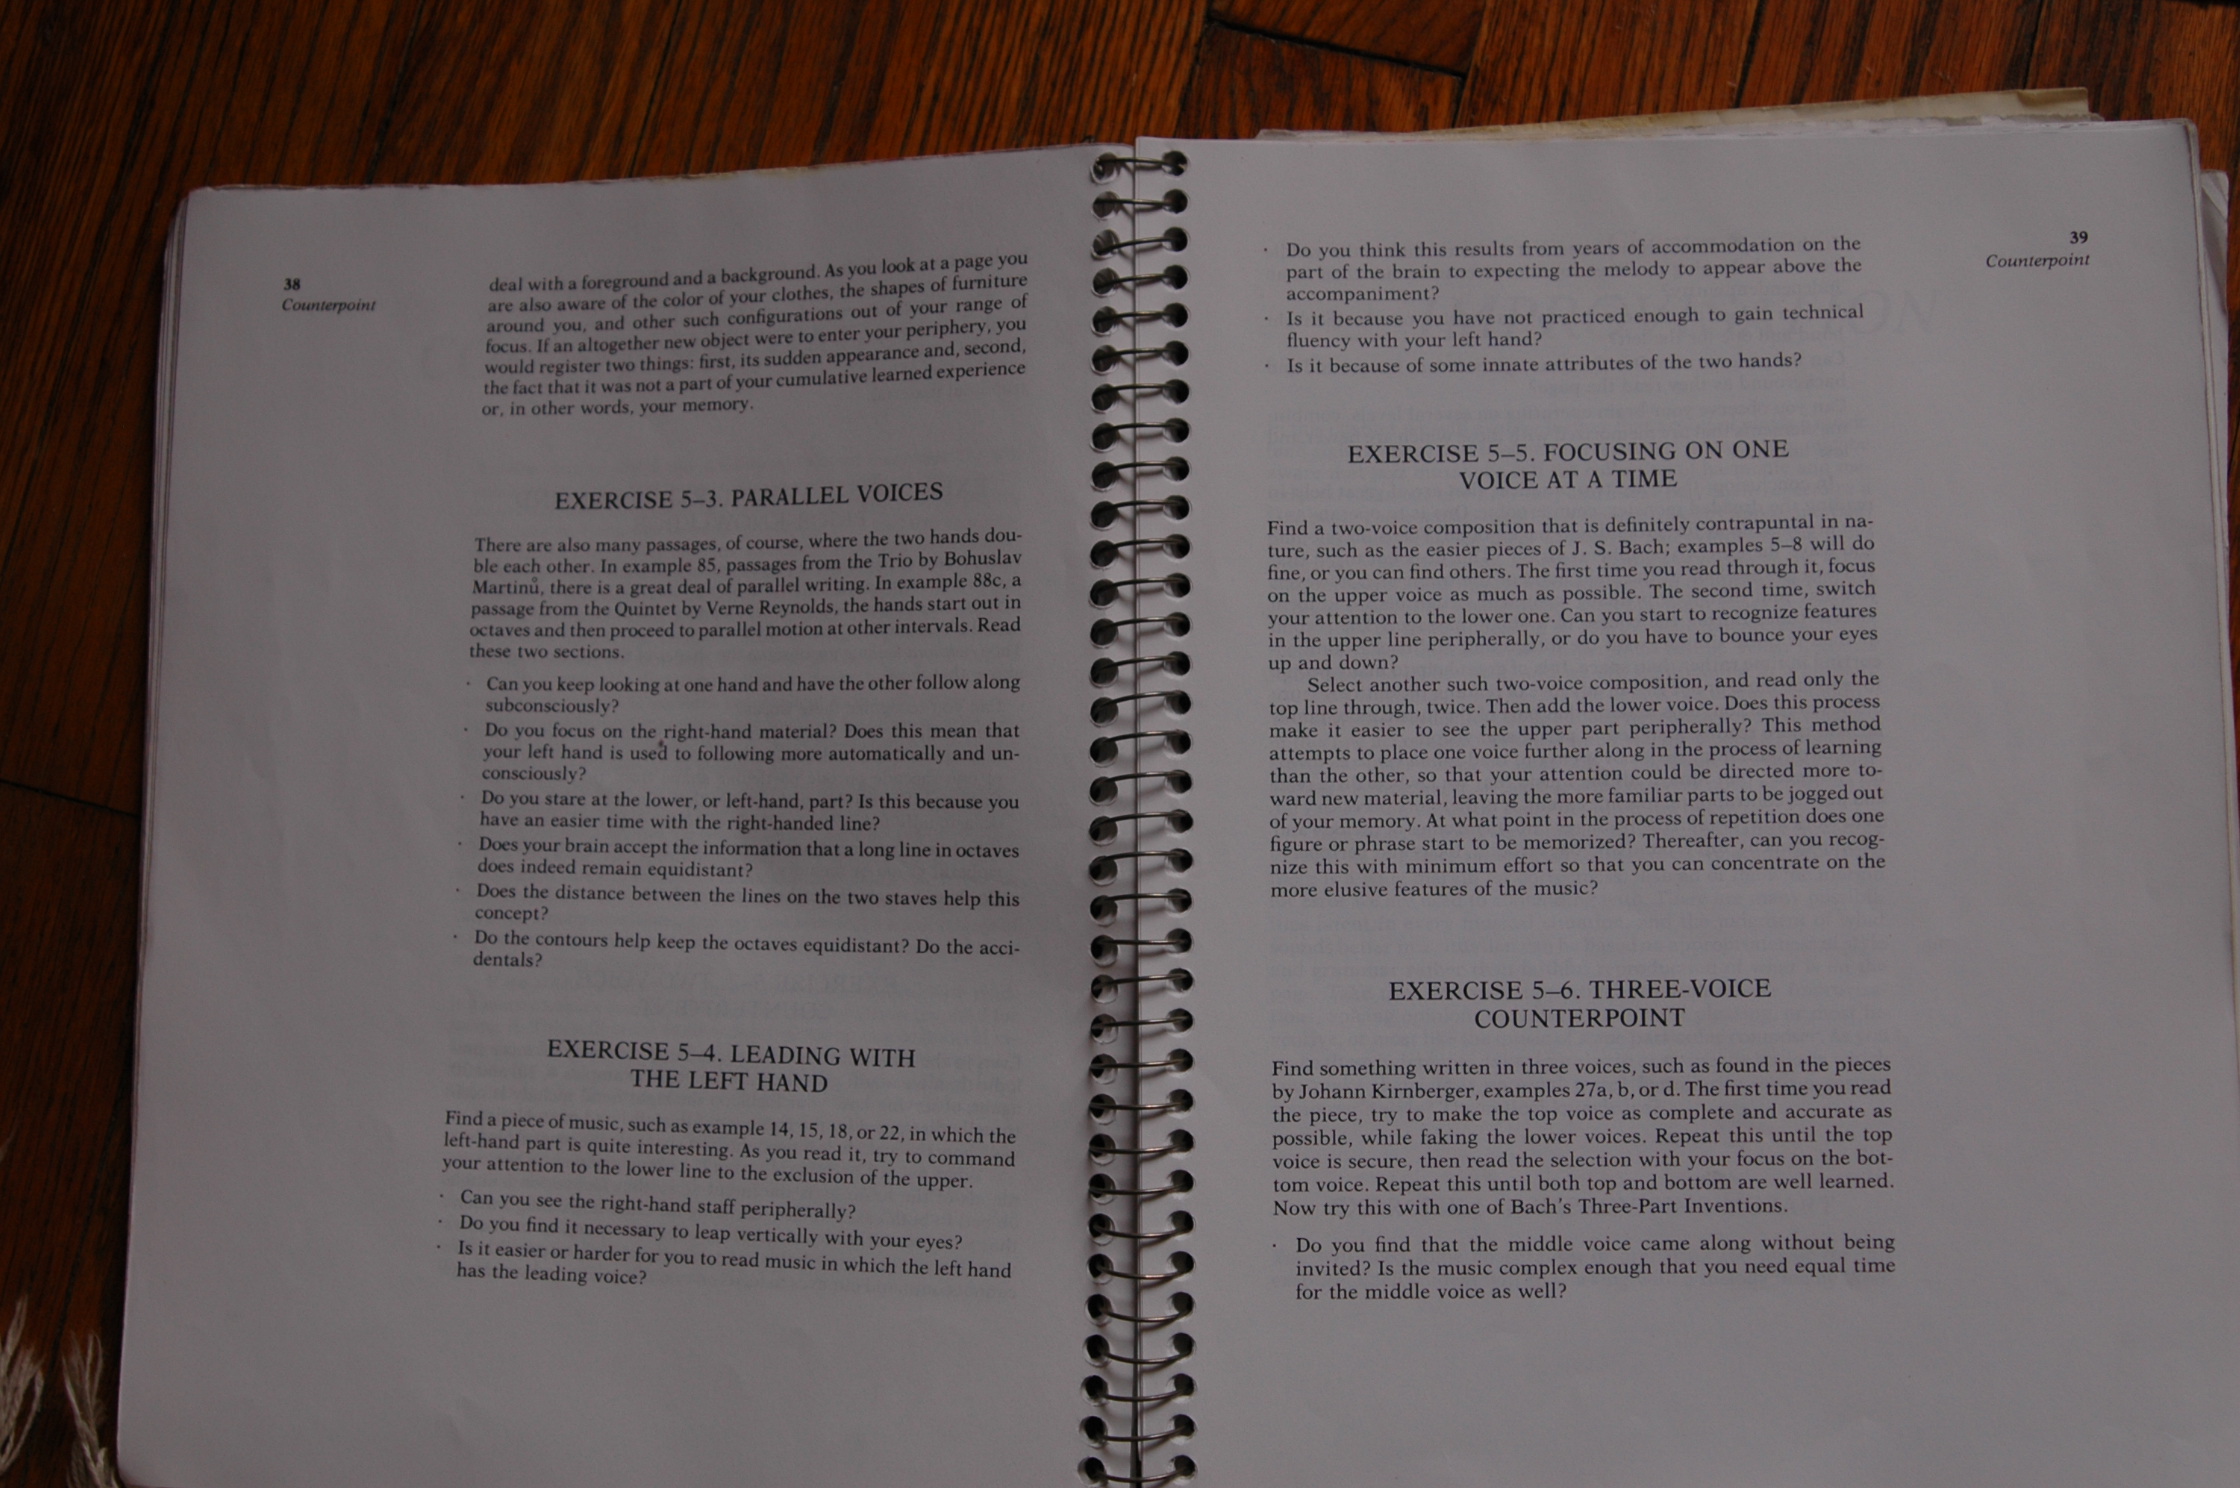 38
Counterpoint
deal with a foreground and a background. As you look at a page you
are also aware of the color of your clothes, the shapes of furniture
around you, and other such configurations out of your range of
focus. If an altogether new object were to enter your periphery, you
would register two things: first, its sudden appearance and, second,
the fact that it was not a part of your cumulative learned experience
or, in other words, your memory.
EXERCISE 5–3. PARALLEL VOICES
There are also many passages, of course, where the two hands dou-
ble each other. In example 85, passages from the Trio by Bohuslav
Martinů, there is a great deal of parallel writing. In example 88c, a
passage from the Quintet by Verne Reynolds, the hands start out in
octaves and then proceed to parallel motion at other intervals. Read
these two sections.
· Can you keep looking at one hand and have the other follow along
subconsciously?
· Do you focus on the right-hand material? Does this mean that
your left hand is used to following more automatically and un-
consciously?
· Do you stare at the lower, or left-hand, part? Is this because you
have an easier time with the right-handed line?
· Does your brain accept the information that a long line in octaves
does indeed remain equidistant?
· Does the distance between the lines on the two staves help this
concept?
· Do the contours help keep the octaves equidistant? Do the acci-
dentals?
EXERCISE 5–4. LEADING WITH
THE LEFT HAND
Find a piece of music, such as example 14, 15, 18, or 22, in which the
left-hand part is quite interesting. As you read it, try to command
your attention to the lower line to the exclusion of the upper.
· Can you see the right-hand staff peripherally?
· Do you find it necessary to leap vertically with your eyes?
· Is it easier or harder for you to read music in which the left hand
has the leading voice?
39
Counterpoint
· Do you think this results from years of accommodation on the
part of the brain to expecting the melody to appear above the
accompaniment?
· Is it because you have not practiced enough to gain technical
fluency with your left hand?
· Is it because of some innate attributes of the two hands?
EXERCISE 5–5. FOCUSING ON ONE
VOICE AT A TIME
Find a two-voice composition that is definitely contrapuntal in na-
ture, such as the easier pieces of J. S. Bach; examples 5–8 will do
fine, or you can find others. The first time you read through it, focus
on the upper voice as much as possible. The second time, switch
your attention to the lower one. Can you start to recognize features
in the upper line peripherally, or do you have to bounce your eyes
up and down?
Select another such two-voice composition, and read only the
top line through, twice. Then add the lower voice. Does this process
make it easier to see the upper part peripherally? This method
attempts to place one voice further along in the process of learning
than the other, so that your attention could be directed more to-
ward new material, leaving the more familiar parts to be jogged out
of your memory. At what point in the process of repetition does one
figure or phrase start to be memorized? Thereafter, can you recog-
nize this with minimum effort so that you can concentrate on the
more elusive features of the music?
EXERCISE 5–6. THREE-VOICE
COUNTERPOINT
Find something written in three voices, such as found in the pieces
by Johann Kirnberger, examples 27a, b, or d. The first time you read
the piece, try to make the top voice as complete and accurate as
possible, while faking the lower voices. Repeat this until the top
voice is secure, then read the selection with your focus on the bot-
tom voice. Repeat this until both top and bottom are well learned.
Now try this with one of Bach's Three-Part Inventions.
· Do you find that the middle voice came along without being
invited? Is the music complex enough that you need equal time
for the middle voice as well?